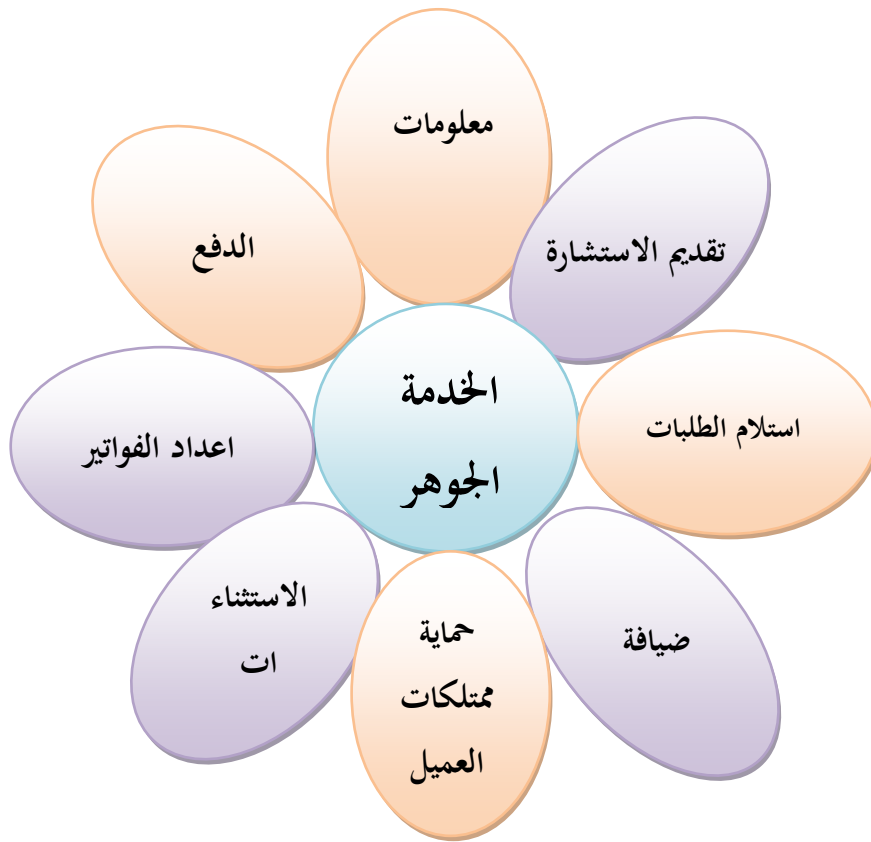 معلومات
تقديم الاستشارة
الدفع
الخدمة
الجوهر
استلام الطلبات
اعداد الفواتير
الاستثناء
ات
ضيافة
حماية
ممتلكات
العميل